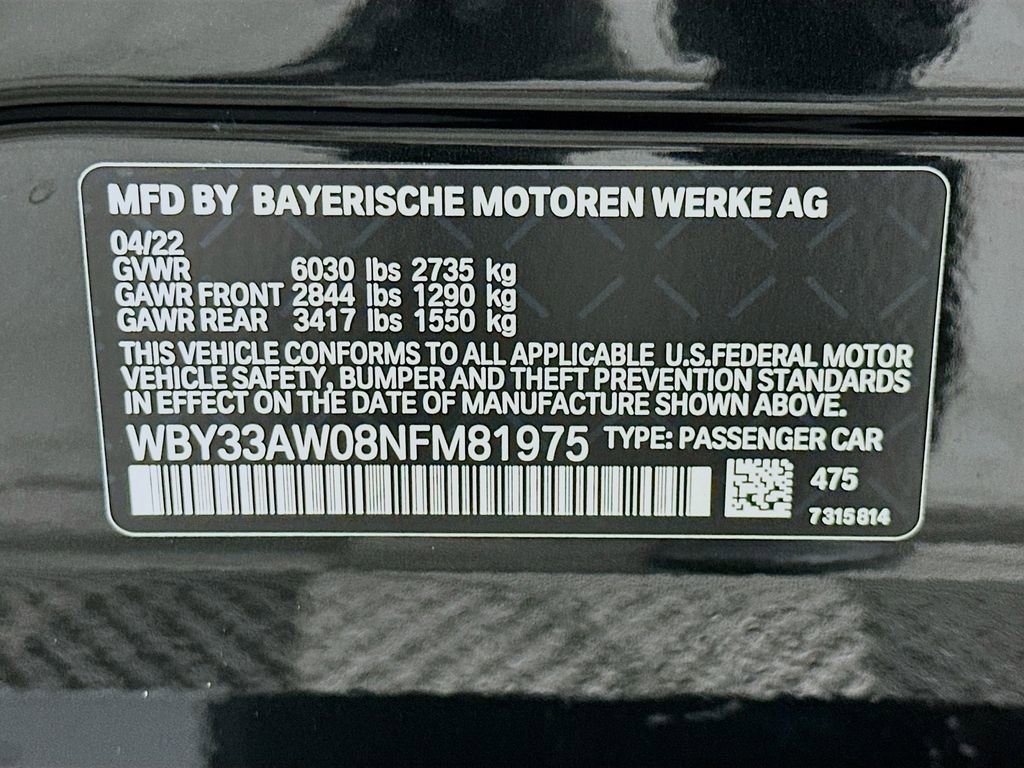 MFD BY BAYERISCHE MOTOREN WERKE AG
04/22
GVWR 6030 lbs 2735 kg
GAWR FRONT 2844 lbs 1290 kg
GAWR REAR 3417 lbs 1550 kg
THIS VEHICLE CONFORMS TO ALL APPLICABLE U.S.FEDERAL MOTOR
VEHICLE SAFETY, BUMPER AND THEFT PREVENTION STANDARDS
IN EFFECT ON THE DATE OF MANUFACTURE SHOWN ABOVE.
WBY33AW08NFM81975 TYPE: PASSENGER CAR
475
7315814